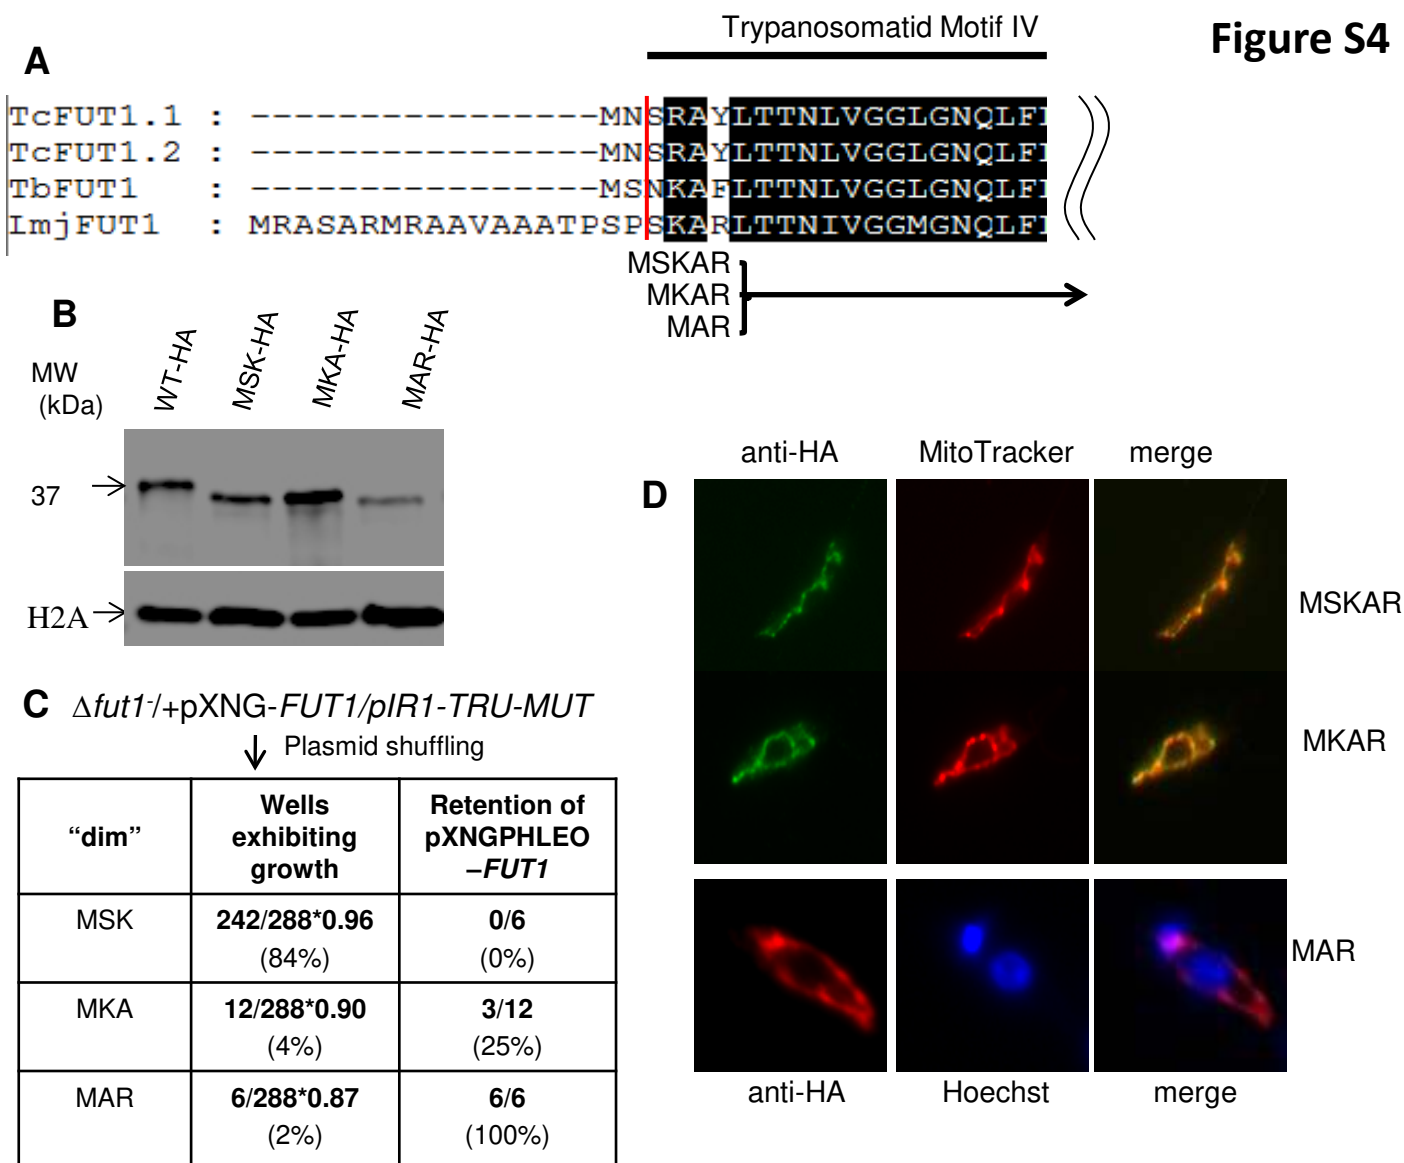 Trypanosomatid Motif IV
Figure S4
A
TcFUT1.1 : ----------------MNSRAYLTTNLVGGLGNQLFI
TcFUT1.2 : ----------------MNSRAYLTTNLVGGLGNQLFI
TbFUT1 : ----------------MSNKAFLTTNLVGGLGNQLFI
ImjFUT1 : MRASARMRAAVAAATPSPSKARLTTNIVGGMGNQLFI
MSKAR
MKAR
MAR
B
MW
(kDa)
WT-HA
MSK-HA
MKA-HA
MAR-HA
37
H2A
C Δfut1-/+pXNG-FUT1/pIR1-TRU-MUT
Plasmid shuffling
“dim”
Wells
exhibiting
growth
Retention of
pXNGPHLEO
–FUT1
MSK
242/288*0.96
(84%)
0/6
(0%)
MKA
12/288*0.90
(4%)
3/12
(25%)
MAR
6/288*0.87
(2%)
6/6
(100%)
D
anti-HA
MitoTracker
merge
MSKAR
MKAR
MAR
anti-HA
Hoechst
merge